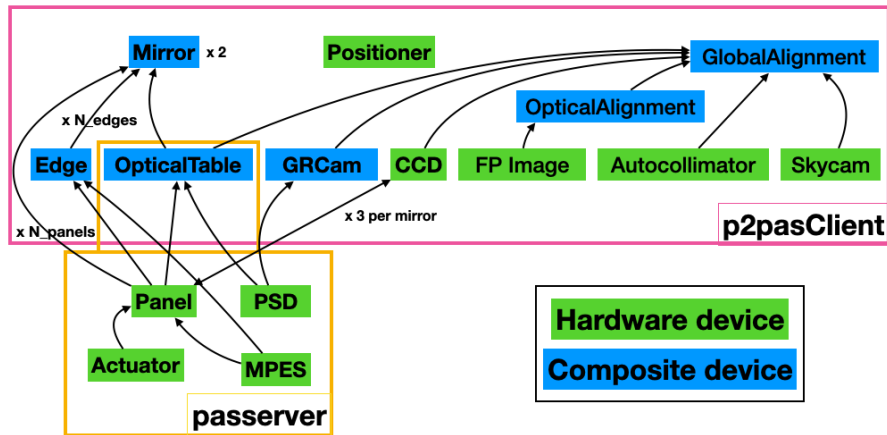 Mirror x 2
Positioner
GlobalAlignment
OpticalAlignment
x N_edges
Edge
OpticalTable
GRCam
CCD
FP Image
Autocollimator
Skycam
x 3 per mirror
x N_panels
p2pasClient
Panel
PSD
Actuator
MPES
passerver
Hardware device
Composite device